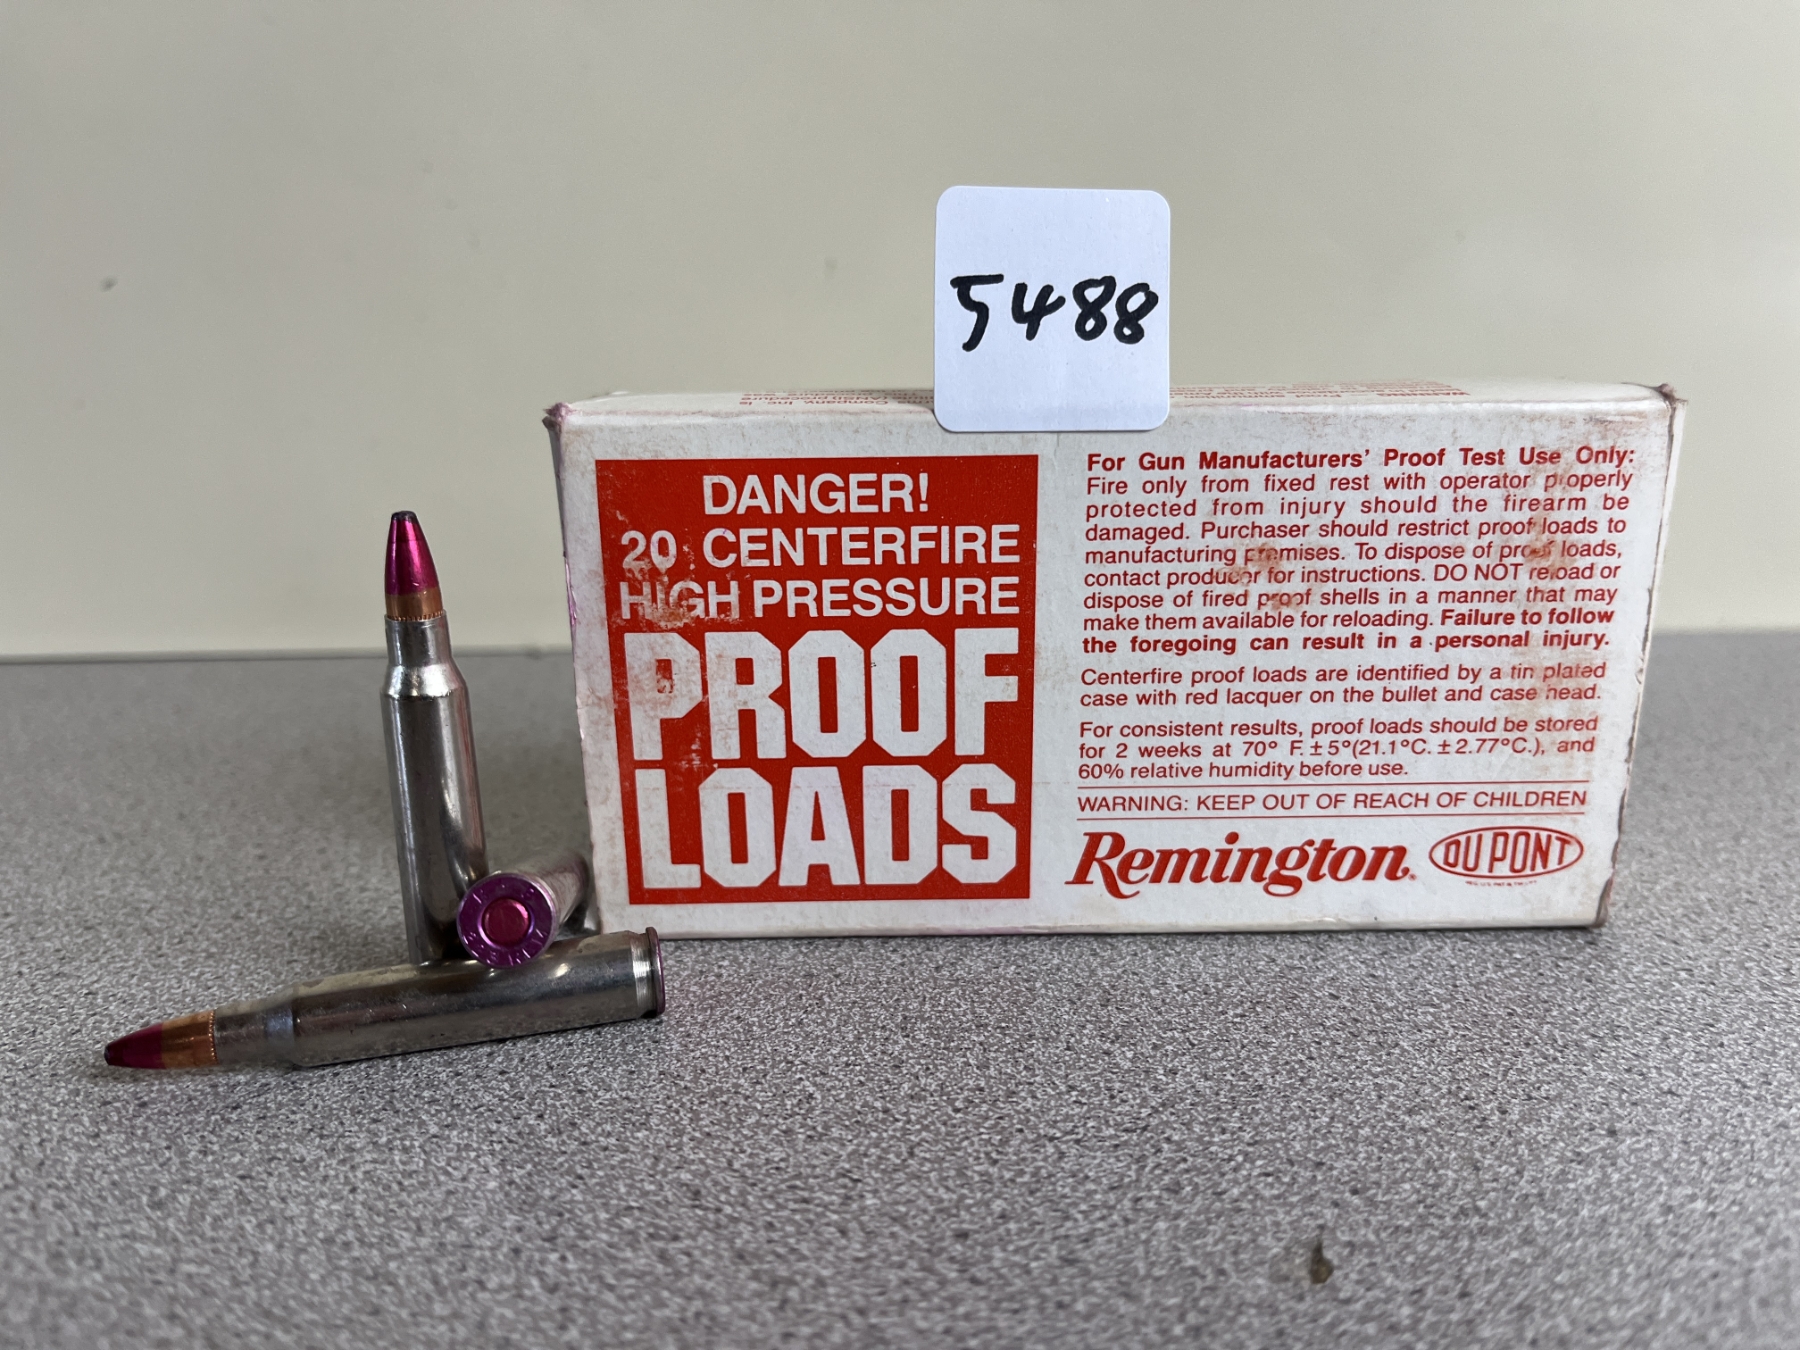 5488
DANGER!
20 CENTERFIRE
HIGH PRESSURE
PROOF
LOADS
For Gun Manufacturers' Proof Test Use Only:
Fire only from fixed rest with operator properly
protected from injury should the firearm be
damaged. Purchaser should restrict proof loads to
manufacturing premises. To dispose of proof loads,
contact producer for instructions. DO NOT reload or
dispose of fired proof shells in a manner that may
make them available for reloading. Failure to follow
the foregoing can result in a personal injury.
Centerfire proof loads are identified by a tin plated
case with red lacquer on the bullet and case head.
For consistent results, proof loads should be stored
for 2 weeks at 70° F. ± 5°(21.1°C. ± 2.77°C.), and
60% relative humidity before use.
WARNING: KEEP OUT OF REACH OF CHILDREN
Remington.
DU PONT